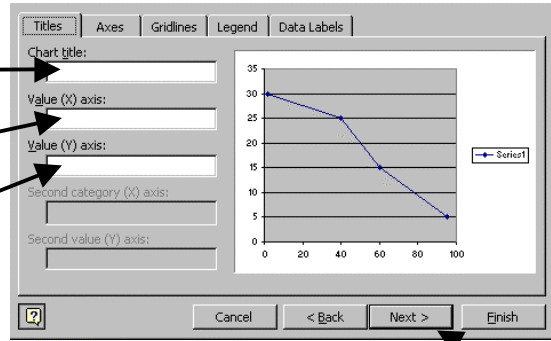 Titles Axes Gridlines Legend Data Labels
Chart title:
Value (X) axis:
Value (Y) axis:
Second category (X) axis:
Second value (Y) axis:
35
30
25
20
15
10
5
0
0 20 40 60 80 100
Series1
? Cancel < Back Next > Finish